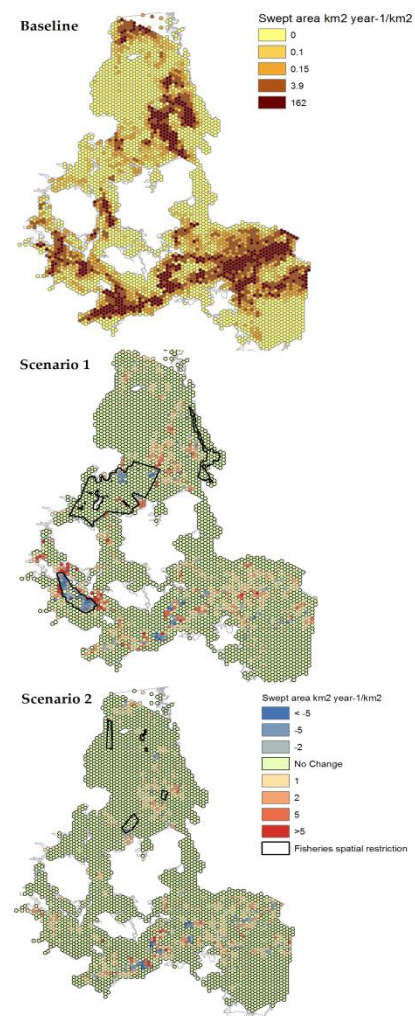 Baseline
Swept area km2 year-1/km2
0
0.1
0.15
3.9
162
Scenario 1
Scenario 2
Swept area km2 year-1/km2
< -5
-5
-2
No Change
1
2
5
>5
Fisheries spatial restriction